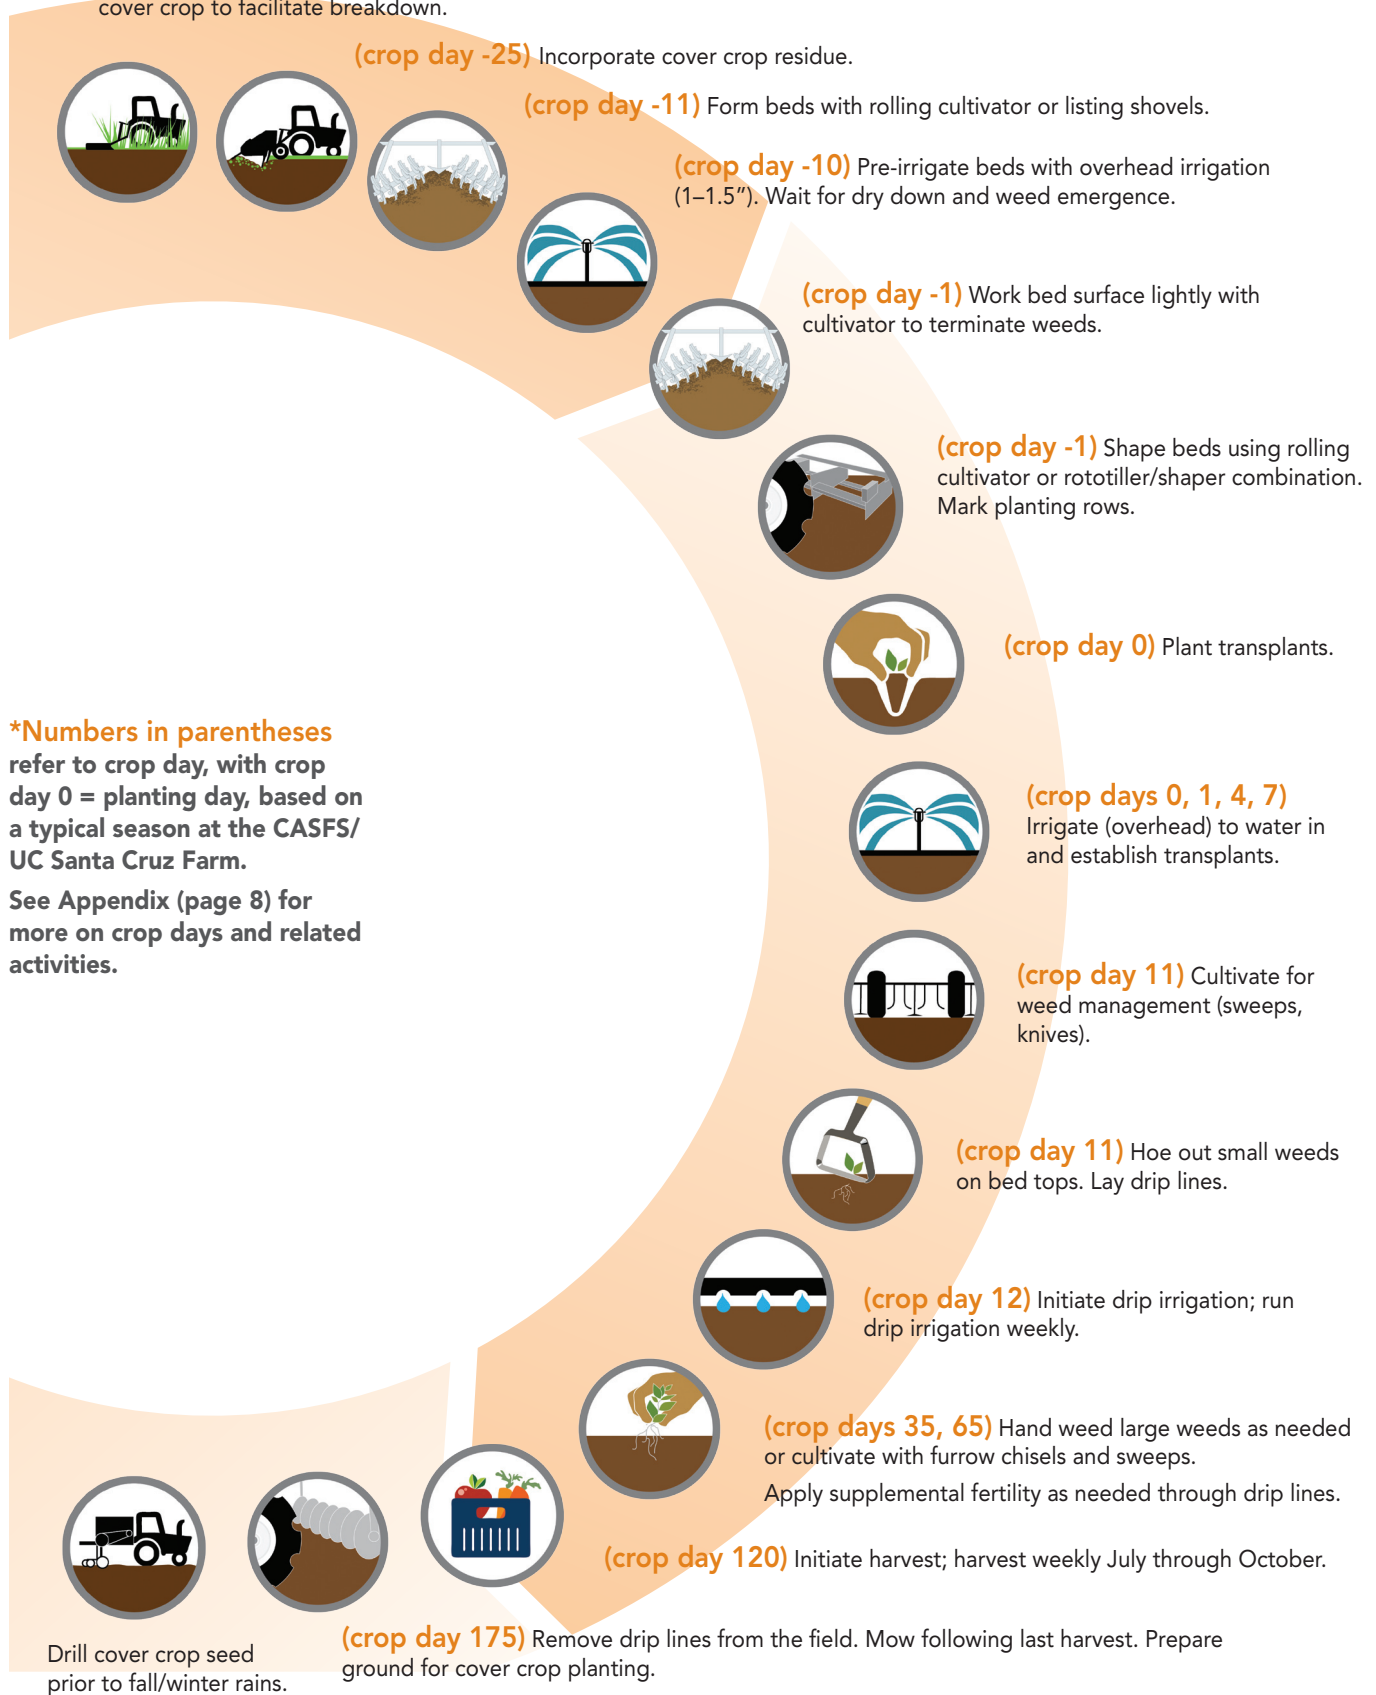 cover crop to facilitate breakdown.
(crop day -25) Incorporate cover crop residue.
(crop day -11) Form beds with rolling cultivator or listing shovels.
(crop day -10) Pre-irrigate beds with overhead irrigation
(1–1.5”). Wait for dry down and weed emergence.
(crop day -1) Work bed surface lightly with
cultivator to terminate weeds.
(crop day -1) Shape beds using rolling
cultivator or rototiller/shaper combination.
Mark planting rows.
(crop day 0) Plant transplants.
*Numbers in parentheses
refer to crop day, with crop
day 0 = planting day, based on
a typical season at the CASFS/
UC Santa Cruz Farm.
See Appendix (page 8) for
more on crop days and related
activities.
(crop days 0, 1, 4, 7)
Irrigate (overhead) to water in
and establish transplants.
(crop day 11) Cultivate for
weed management (sweeps,
knives).
(crop day 11) Hoe out small weeds
on bed tops. Lay drip lines.
(crop day 12) Initiate drip irrigation; run
drip irrigation weekly.
(crop days 35, 65) Hand weed large weeds as needed
or cultivate with furrow chisels and sweeps.
Apply supplemental fertility as needed through drip lines.
(crop day 120) Initiate harvest; harvest weekly July through October.
(crop day 175) Remove drip lines from the field. Mow following last harvest. Prepare
ground for cover crop planting.
Drill cover crop seed
prior to fall/winter rains.